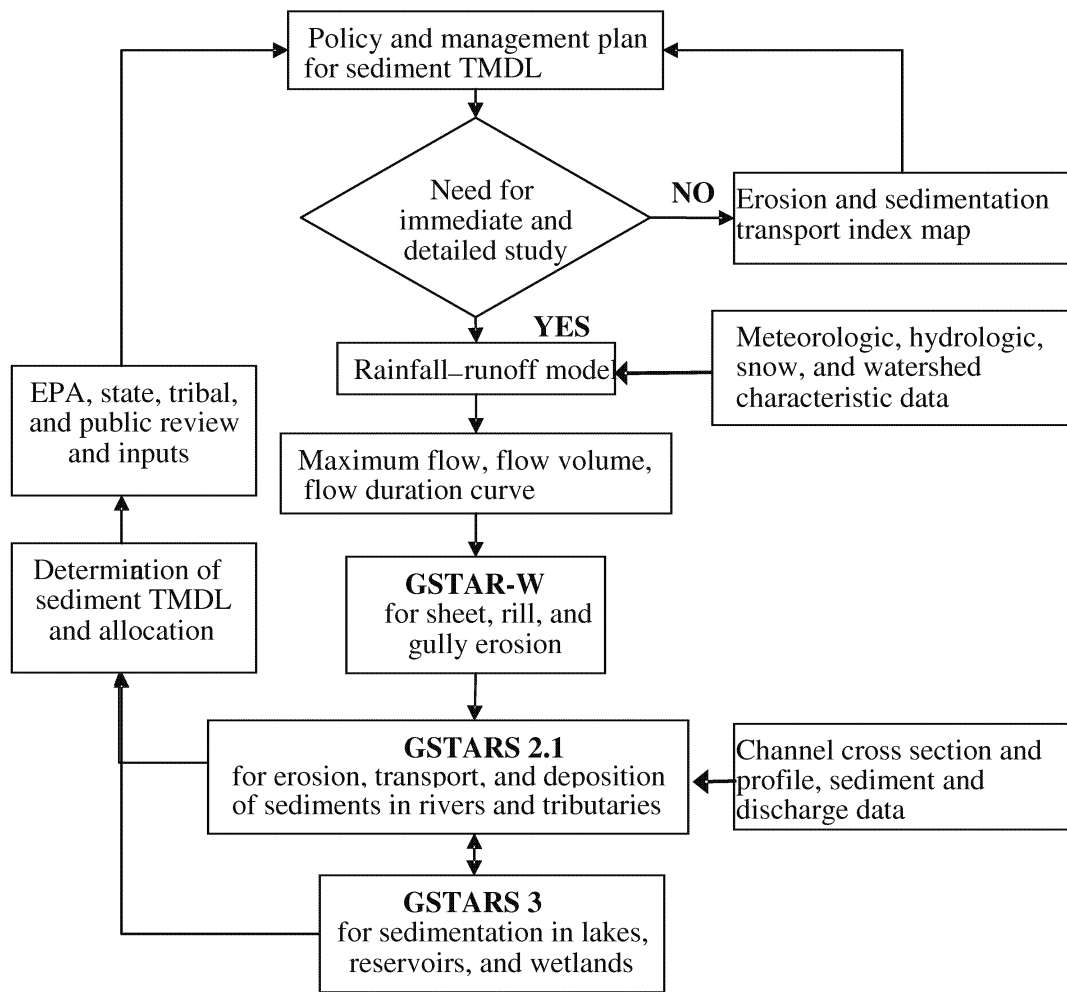 Policy and management plan
for sediment TMDL
Need for
immediate and
detailed study
NO
Erosion and sedimentation
transport index map
YES
Rainfall–runoff model
Meteorologic, hydrologic,
snow, and watershed
characteristic data
EPA, state, tribal,
and public review
and inputs
Maximum flow, flow volume,
flow duration curve
Determination of
sediment TMDL
and allocation
GSTAR-W
for sheet, rill, and
gully erosion
GSTARS 2.1
for erosion, transport, and deposition
of sediments in rivers and tributaries
Channel cross section and
profile, sediment and
discharge data
GSTARS 3
for sedimentation in lakes,
reservoirs, and wetlands